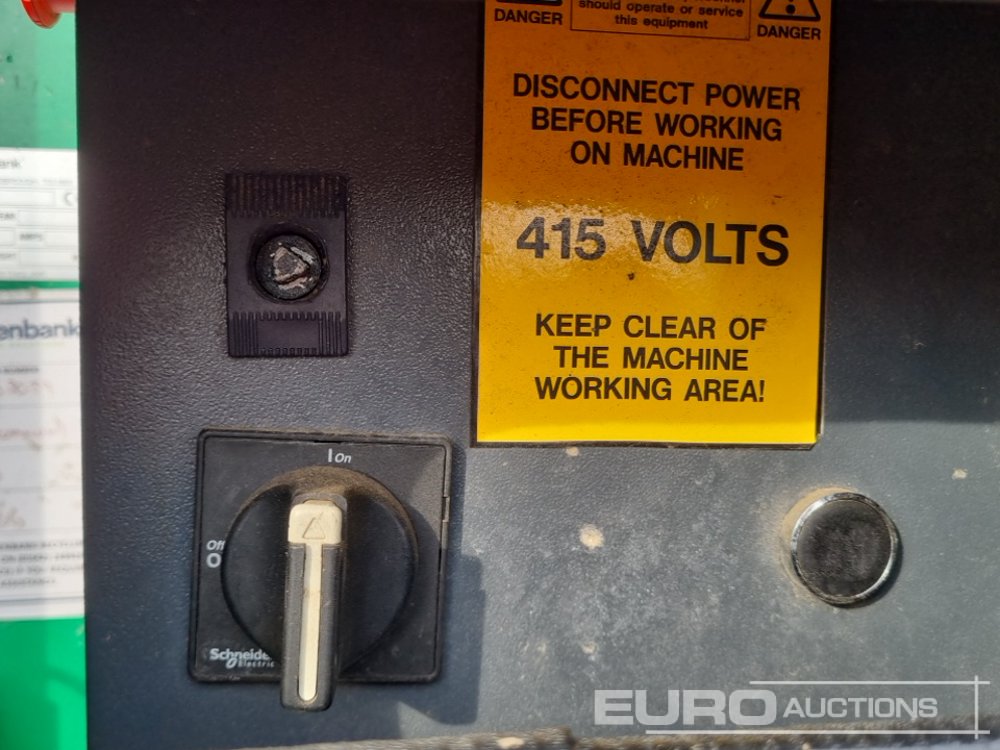 DANGER
should operate or service
this equipment
DANGER
DISCONNECT POWER
BEFORE WORKING
ON MACHINE
415 VOLTS
KEEP CLEAR OF
THE MACHINE
WORKING AREA!
I On
Off
O
Schneider
Electric
enbank
EURO AUCTIONS